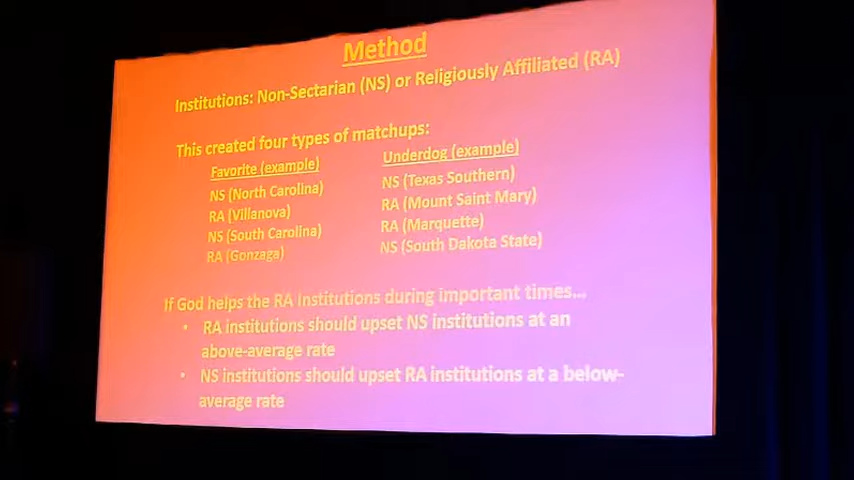 Method
Institutions: Non-Sectarian (NS) or Religiously Affiliated (RA)
This created four types of matchups:
Favorite (example) Underdog (example)
NS (North Carolina) NS (Texas Southern)
RA (Villanova) RA (Mount Saint Mary)
NS (South Carolina) RA (Marquette)
RA (Gonzaga) NS (South Dakota State)
If God helps the RA Institutions during important times...
• RA institutions should upset NS institutions at an
above-average rate
• NS institutions should upset RA institutions at a below-
average rate